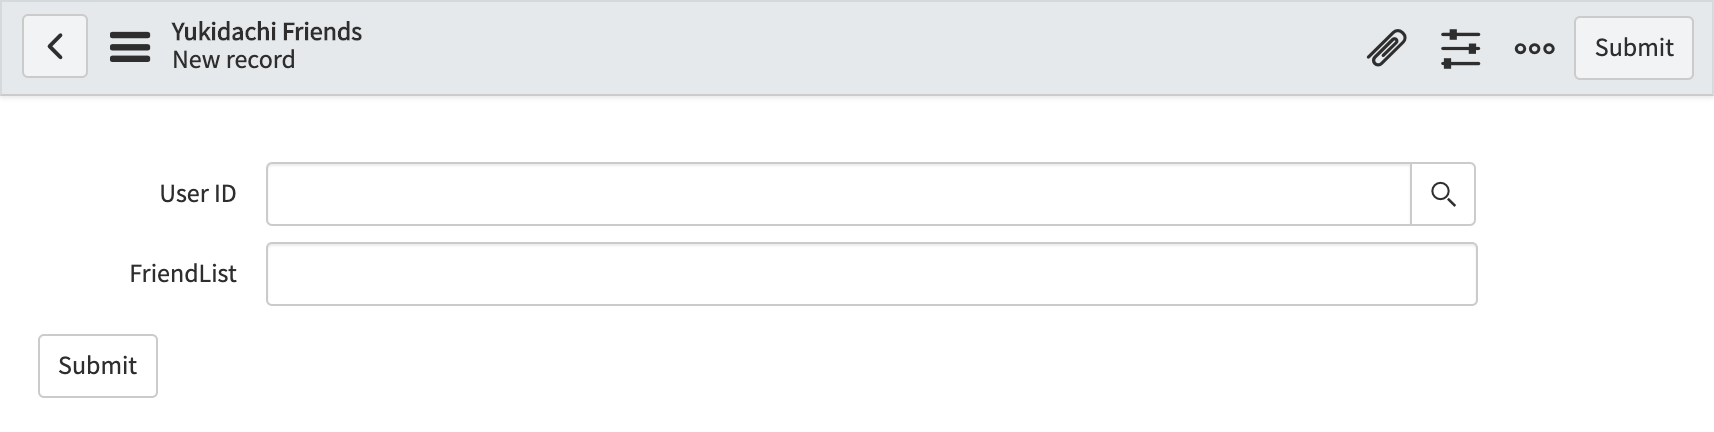 Yukidachi Friends
New record
Submit
User ID
FriendList
Submit